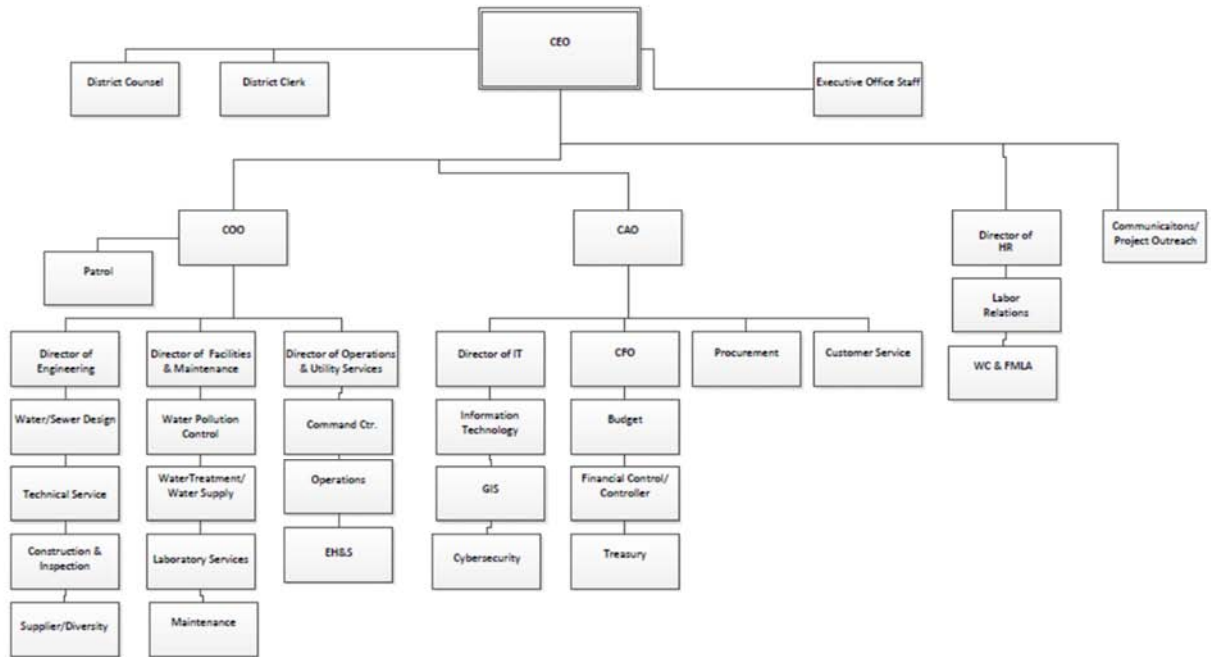 CEO
District Counsel
District Clerk
Executive Office Staff
COO
CAO
Director of
HR
Communicaitons/
Project Outreach
Patrol
Labor
Relations
WC & FMLA
Director of
Engineering
Director of Facilities
& Maintenance
Director of Operations
& Utility Services
Director of IT
CFO
Procurement
Customer Service
Water/Sewer Design
Water Pollution
Control
Command Ctr.
Information
Technology
Budget
Technical Service
WaterTreatment/
Water Supply
Operations
GIS
Financial Control/
Controller
Construction &
Inspection
Laboratory Services
EH&S
Cybersecurity
Treasury
Supplier/Diversity
Maintenance